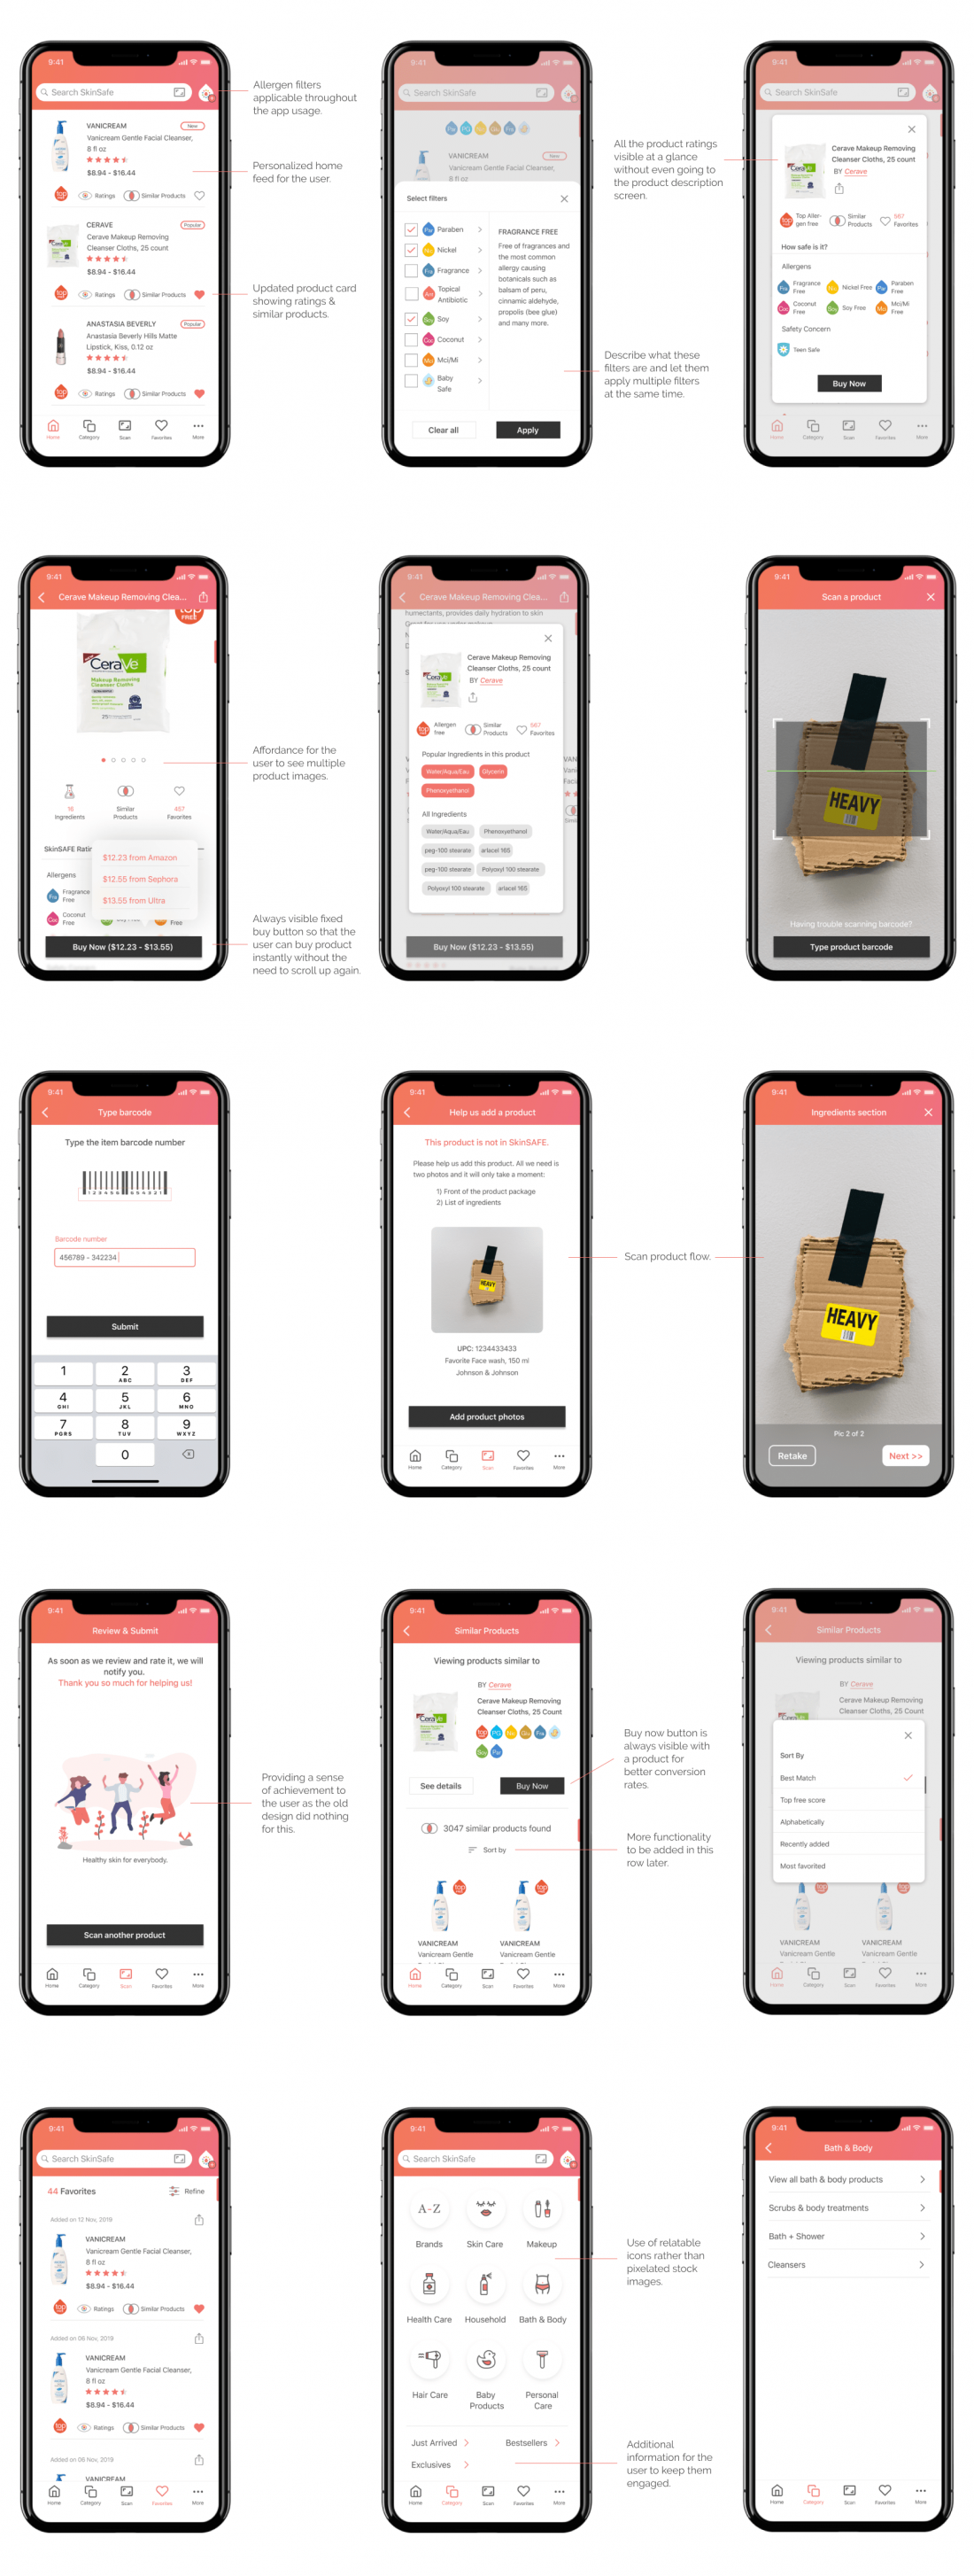 9:41
Search SkinSafe
VANICREAM
New
Vanicream Gentle Facial Cleanser,
8 fl oz
$8.94 - $16.44
top
Ratings
Similar Products
CERAVE
Popular
Cerave Makeup Removing
Cleanser Cloths, 25 count
$8.94 - $16.44
top
Ratings
Similar Products
ANASTASIA BEVERLY
Popular
Anastasia Beverly Hills Matte
Lipstick, Kiss, 0.12 oz
$8.94 - $16.44
top
Ratings
Similar Products
Home
Category
Scan
Favorites
More
Allergen filters
applicable throughout
the app usage.
Personalized home
feed for the user.
Updated product card
showing ratings &
similar products.
9:41
Search SkinSafe
VANICREAM
New
Vanicream Gentle Facial Cleanser,
8 fl oz
Select filters
Paraben
Nickel
Fragrance
Topical
Antibiotic
Soy
Coconut
Mci/Mi
Baby
Safe
FRAGRANCE FREE
Free of fragrances and
the most common
allergy causing
botanicals such as
balsam of peru,
cinnamic aldehyde,
propolis (bee glue)
and many more.
Clear all
Apply
All the product ratings
visible at a glance
without even going to
the product description
screen.
Describe what these
filters are and let them
apply multiple filters
at the same time.
9:41
Search SkinSafe
Cerave Makeup Removing
Cleanser Cloths, 25 count
BY Cerave
top
Top Aller-
gen free
Similar
Products
567
Favorites
How safe is it?
Allergens
Fragrance
Free
Nickel Free
Paraben
Free
Coconut
Free
Soy Free
Mci/Mi
Free
Safety Concern
Teen Safe
Buy Now
Home
Category
Scan
Favorites
More
9:41
Cerave Makeup Removing Clea...
top
FREE
CeraVe
Makeup Removing
Cleanser Cloths
25
16
Ingredients
Similar
Products
457
Favorites
SkinSAFE Ratin
Allergens
Fragrance
Free
Coconut
Free
Free
$12.23 from Amazon
$12.55 from Sephora
$13.55 from Ultra
Buy Now ($12.23 - $13.55)
Affordance for the
user to see multiple
product images.
Always visible fixed
buy button so that the
user can buy product
instantly without the
need to scroll up again.
9:41
Cerave Makeup Removing Clea...
humectants, provides daily hydration to skin
Cerave Makeup Removing
Cleanser Cloths, 25 count
BY Cerave
top
Allergen
free
Similar
Products
567
Favorites
Popular Ingredients in this product
Water/Aqua/Eau
Glycerin
Phenoxyethanol
All Ingredients
Water/Aqua/Eau
Phenoxyethanol
peg-100 stearate
arlacel 165
peg-100 stearate
Polyoxyl 100 stearate
Polyoxyl 100 stearate
arlacel 165
Buy Now ($12.23 - $13.55)
9:41
Scan a product
HEAVY
Having trouble scanning barcode?
Type product barcode
9:41
Type barcode
Type the item barcode number
123456 654321
Barcode number
456789 - 342234
Submit
1
2
ABC
3
DEF
4
GHI
5
JKL
6
MNO
7
PQRS
8
TUV
9
WXYZ
0
9:41
Help us add a product
This product is not in SkinSAFE.
Please help us add this product. All we need is
two photos and it will only take a moment:
1) Front of the product package
2) List of ingredients
HEAVY
UPC: 1234433433
Favorite Face wash, 150 ml
Johnson & Johnson
Add product photos
Home
Category
Scan
Favorites
More
Scan product flow.
9:41
Ingredients section
HEAVY
Pic 2 of 2
Retake
Next >>
9:41
Review & Submit
As soon as we review and rate it, we will
notify you.
Thank you so much for helping us!
Healthy skin for everybody.
Scan another product
Home
Category
Scan
Favorites
More
Providing a sense
of achievement to
the user as the old
design did nothing
for this.
9:41
Similar Products
Viewing products similar to
BY Cerave
Cerave Makeup Removing
Cleanser Cloths, 25 Count
See details
Buy Now
3047 similar products found
Sort by
top
top
VANICREAM
VANICREAM
Vanicream Gentle
Vanicream Gentle
Home
Category
Scan
Favorites
More
Buy now button is
always visible with
a product for
better conversion
rates.
More functionality
to be added in this
row later.
9:41
Similar Products
Viewing products similar to
BY Cerave
Cerave Makeup Removing
Cleanser Cloths, 25 Count
Sort By
Best Match
Top free score
Alphabetically
Recently added
Most favorited
VANICREAM
VANICREAM
Vanicream Gentle
Vanicream Gentle
Home
Category
Scan
Favorites
More
9:41
Search SkinSafe
44 Favorites
Refine
Added on 12 Nov, 2019
VANICREAM
Vanicream Gentle Facial Cleanser,
8 fl oz
$8.94 - $16.44
top
Ratings
Similar Products
Added on 06 Nov, 2019
VANICREAM
Vanicream Gentle Facial Cleanser,
8 fl oz
$8.94 - $16.44
top
Ratings
Similar Products
Added on 06 Nov, 2019
VANICREAM
Home
Category
Scan
Favorites
More
9:41
Search SkinSafe
A-Z
Brands
Skin Care
Makeup
Health Care
Household
Bath & Body
Hair Care
Baby
Products
Personal
Care
Just Arrived
Bestsellers
Exclusives
Home
Category
Scan
Favorites
More
Use of relatable
icons rather than
pixelated stock
images.
Additional
information for the
user to keep them
engaged.
9:41
Bath & Body
View all bath & body products
Scrubs & body treatments
Bath + Shower
Cleansers
Home
Category
Scan
Favorites
More